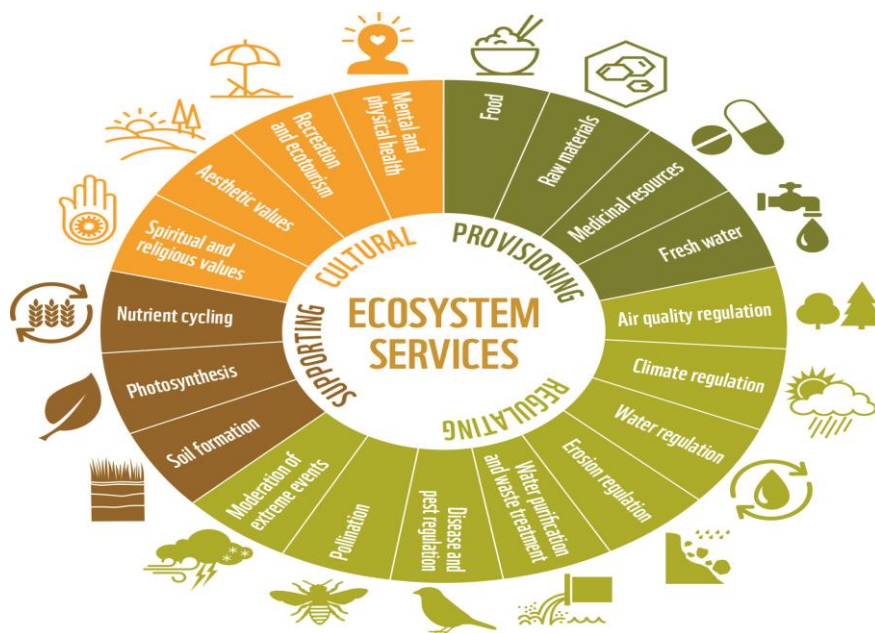 ECOSYSTEM
SERVICES
PROVISIONING
Food
Raw materials
Medicinal resources
Fresh water
REGULATING
Air quality regulation
Climate regulation
Water regulation
Erosion regulation
Water purification
and waste treatment
Disease and
pest regulation
Pollination
Moderation of
extreme events
SUPPORTING
Soil formation
Photosynthesis
Nutrient cycling
CULTURAL
Spiritual and
religious values
Aesthetic values
Recreation
and ecotourism
Mental and
physical health